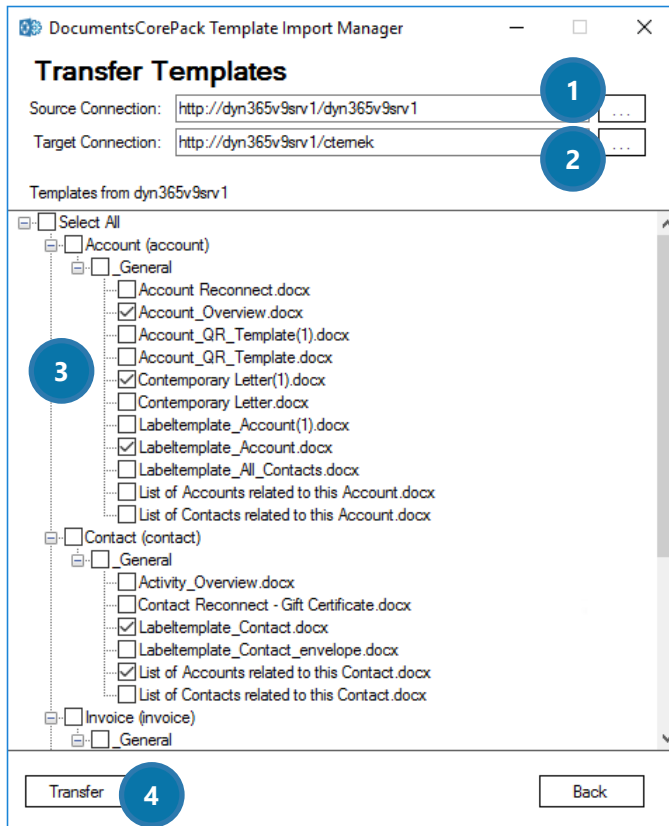 DocumentsCorePack Template Import Manager
Transfer Templates
Source Connection: http://dyn365v9srv1/dyn365v9srv1 1 ...
Target Connection: http://dyn365v9srv1/ctemek 2 ...
Templates from dyn365v9srv1
Select All
Account (account)
_General
Account Reconnect.docx
Account_Overview.docx
Account_QR_Template(1).docx
Account_QR_Template.docx
3
Contemporary Letter(1).docx
Contemporary Letter.docx
Labeltemplate_Account(1).docx
Labeltemplate_Account.docx
Labeltemplate_All_Contacts.docx
List of Accounts related to this Account.docx
List of Contacts related to this Account.docx
Contact (contact)
_General
Activity_Overview.docx
Contact Reconnect - Gift Certificate.docx
Labeltemplate_Contact.docx
Labeltemplate_Contact_envelope.docx
List of Accounts related to this Contact.docx
List of Contacts related to this Contact.docx
Invoice (invoice)
_General
Transfer 4 Back